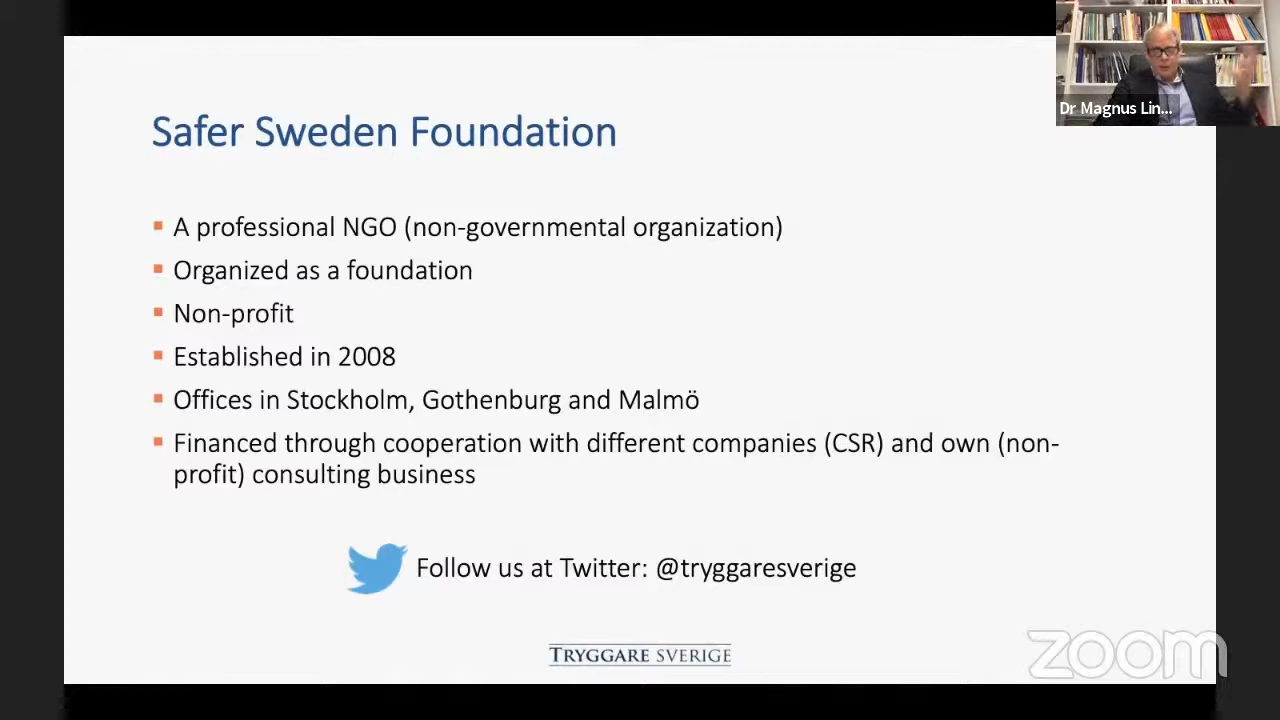 Dr Magnus Lin...
Safer Sweden Foundation
A professional NGO (non-governmental organization)
Organized as a foundation
Non-profit
Established in 2008
Offices in Stockholm, Gothenburg and Malmö
Financed through cooperation with different companies (CSR) and own (non-
profit) consulting business
Follow us at Twitter: @tryggaresverige
TRYGGARE SVERIGE
zoom